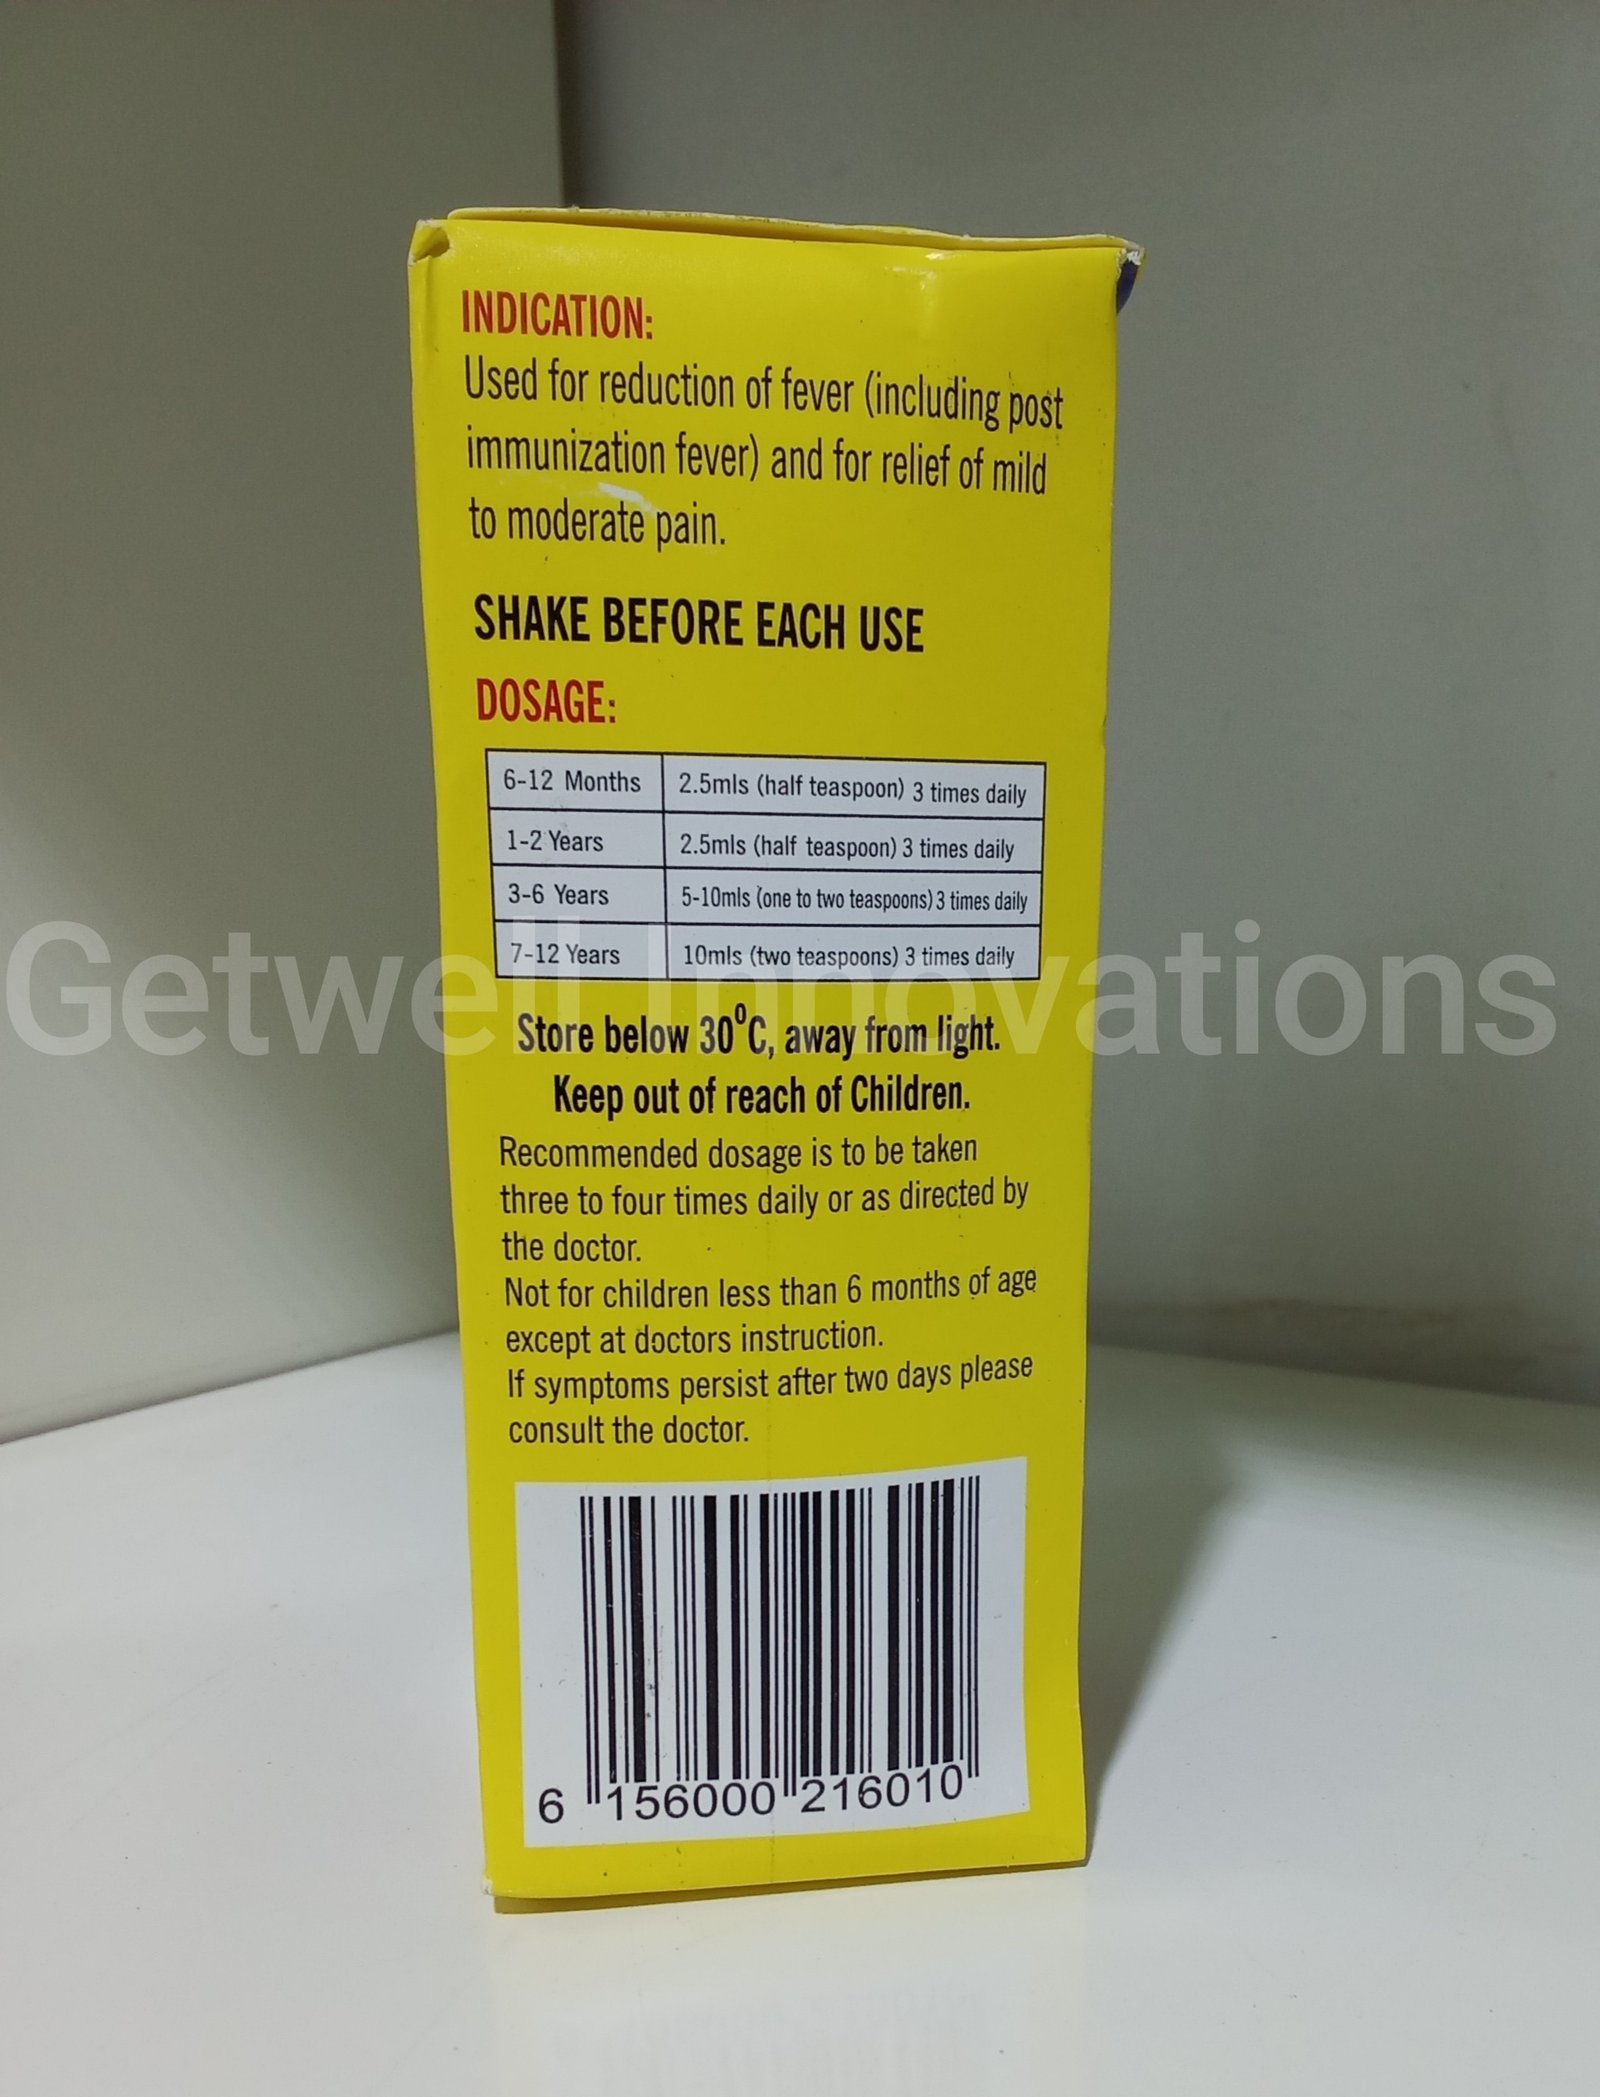 INDICATION:
Used for reduction of fever (including post
immunization fever) and for relief of mild
to moderate pain.
SHAKE BEFORE EACH USE
DOSAGE:
6-12 Months 2.5mls (half teaspoon) 3 times daily
1-2 Years 2.5mls (half teaspoon) 3 times daily
3-6 Years 5-10mls (one to two teaspoons) 3 times daily
7-12 Years 10mls (two teaspoons) 3 times daily
Getwell Innovations
Store below 30⁰C, away from light.
Keep out of reach of Children.
Recommended dosage is to be taken
three to four times daily or as directed by
the doctor.
Not for children less than 6 months of age
except at doctors instruction.
If symptoms persist after two days please
consult the doctor.
6 156000 216010